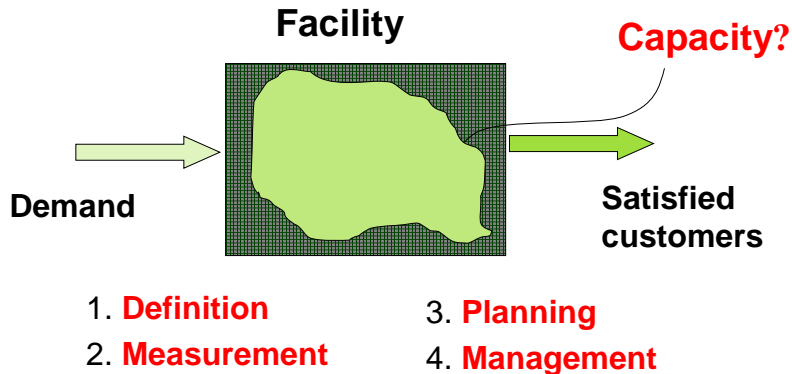 Facility
Capacity?
Demand
Satisfied
customers
1. Definition
2. Measurement
3. Planning
4. Management